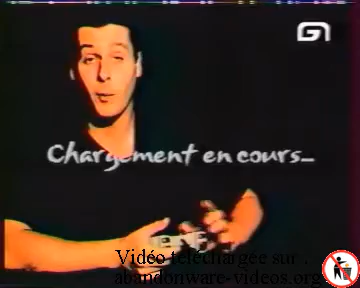 Chargement en cours...
Vidéo téléchargée sur :
abandonware-videos.org